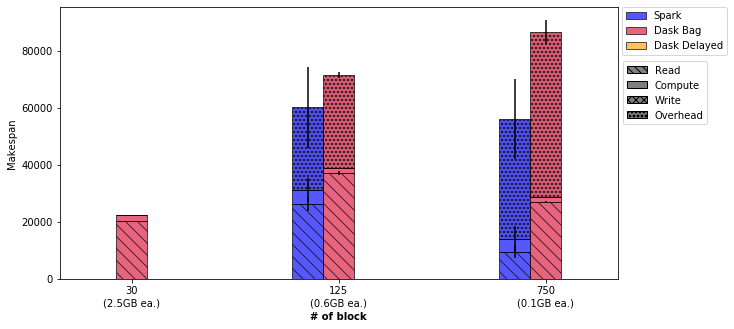 Makespan
80000
60000
40000
20000
0
30
(2.5GB ea.)
125
(0.6GB ea.)
750
(0.1GB ea.)
# of block
Spark
Dask Bag
Dask Delayed
Read
Compute
Write
Overhead